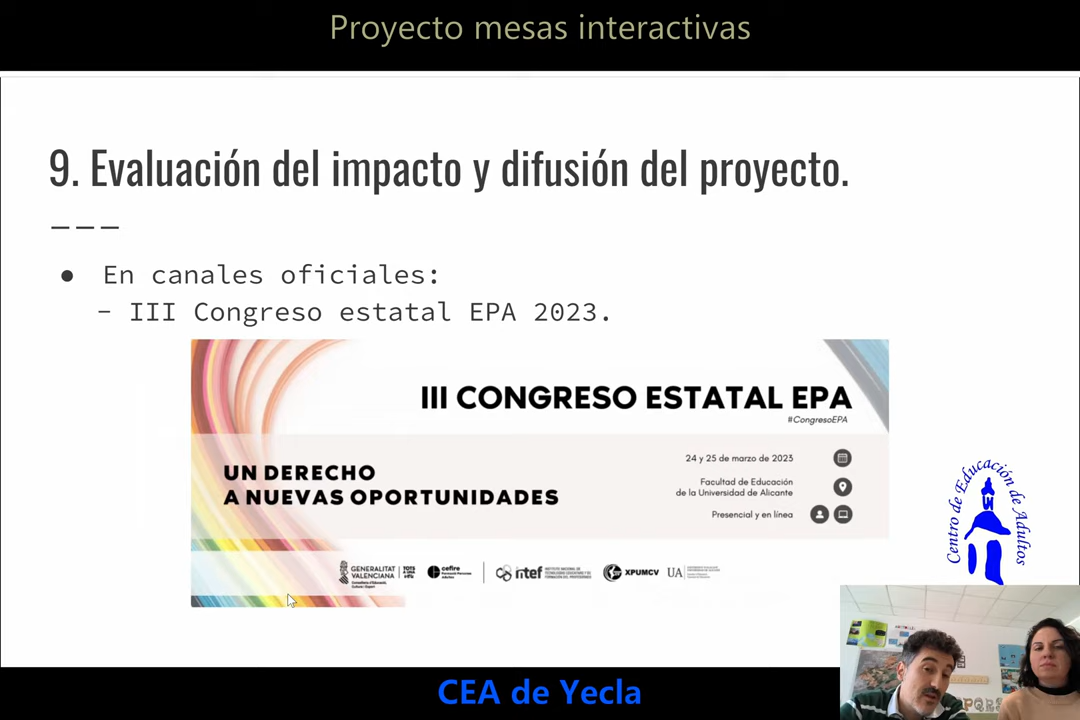 Proyecto mesas interactivas
9. Evaluación del impacto y difusión del proyecto.
● En canales oficiales:
- III Congreso estatal EPA 2023.
III CONGRESO ESTATAL EPA
#CongresoEPA
UN DERECHO
A NUEVAS OPORTUNIDADES
24 y 25 de marzo de 2023
Facultad de Educación
de la Universidad de Alicante
Presencial y en línea
GENERALITAT
VALENCIANA
TOTS
cefire
intef
XPUMCV
UA
Centro de Educación de Adultos
CEA de Yecla